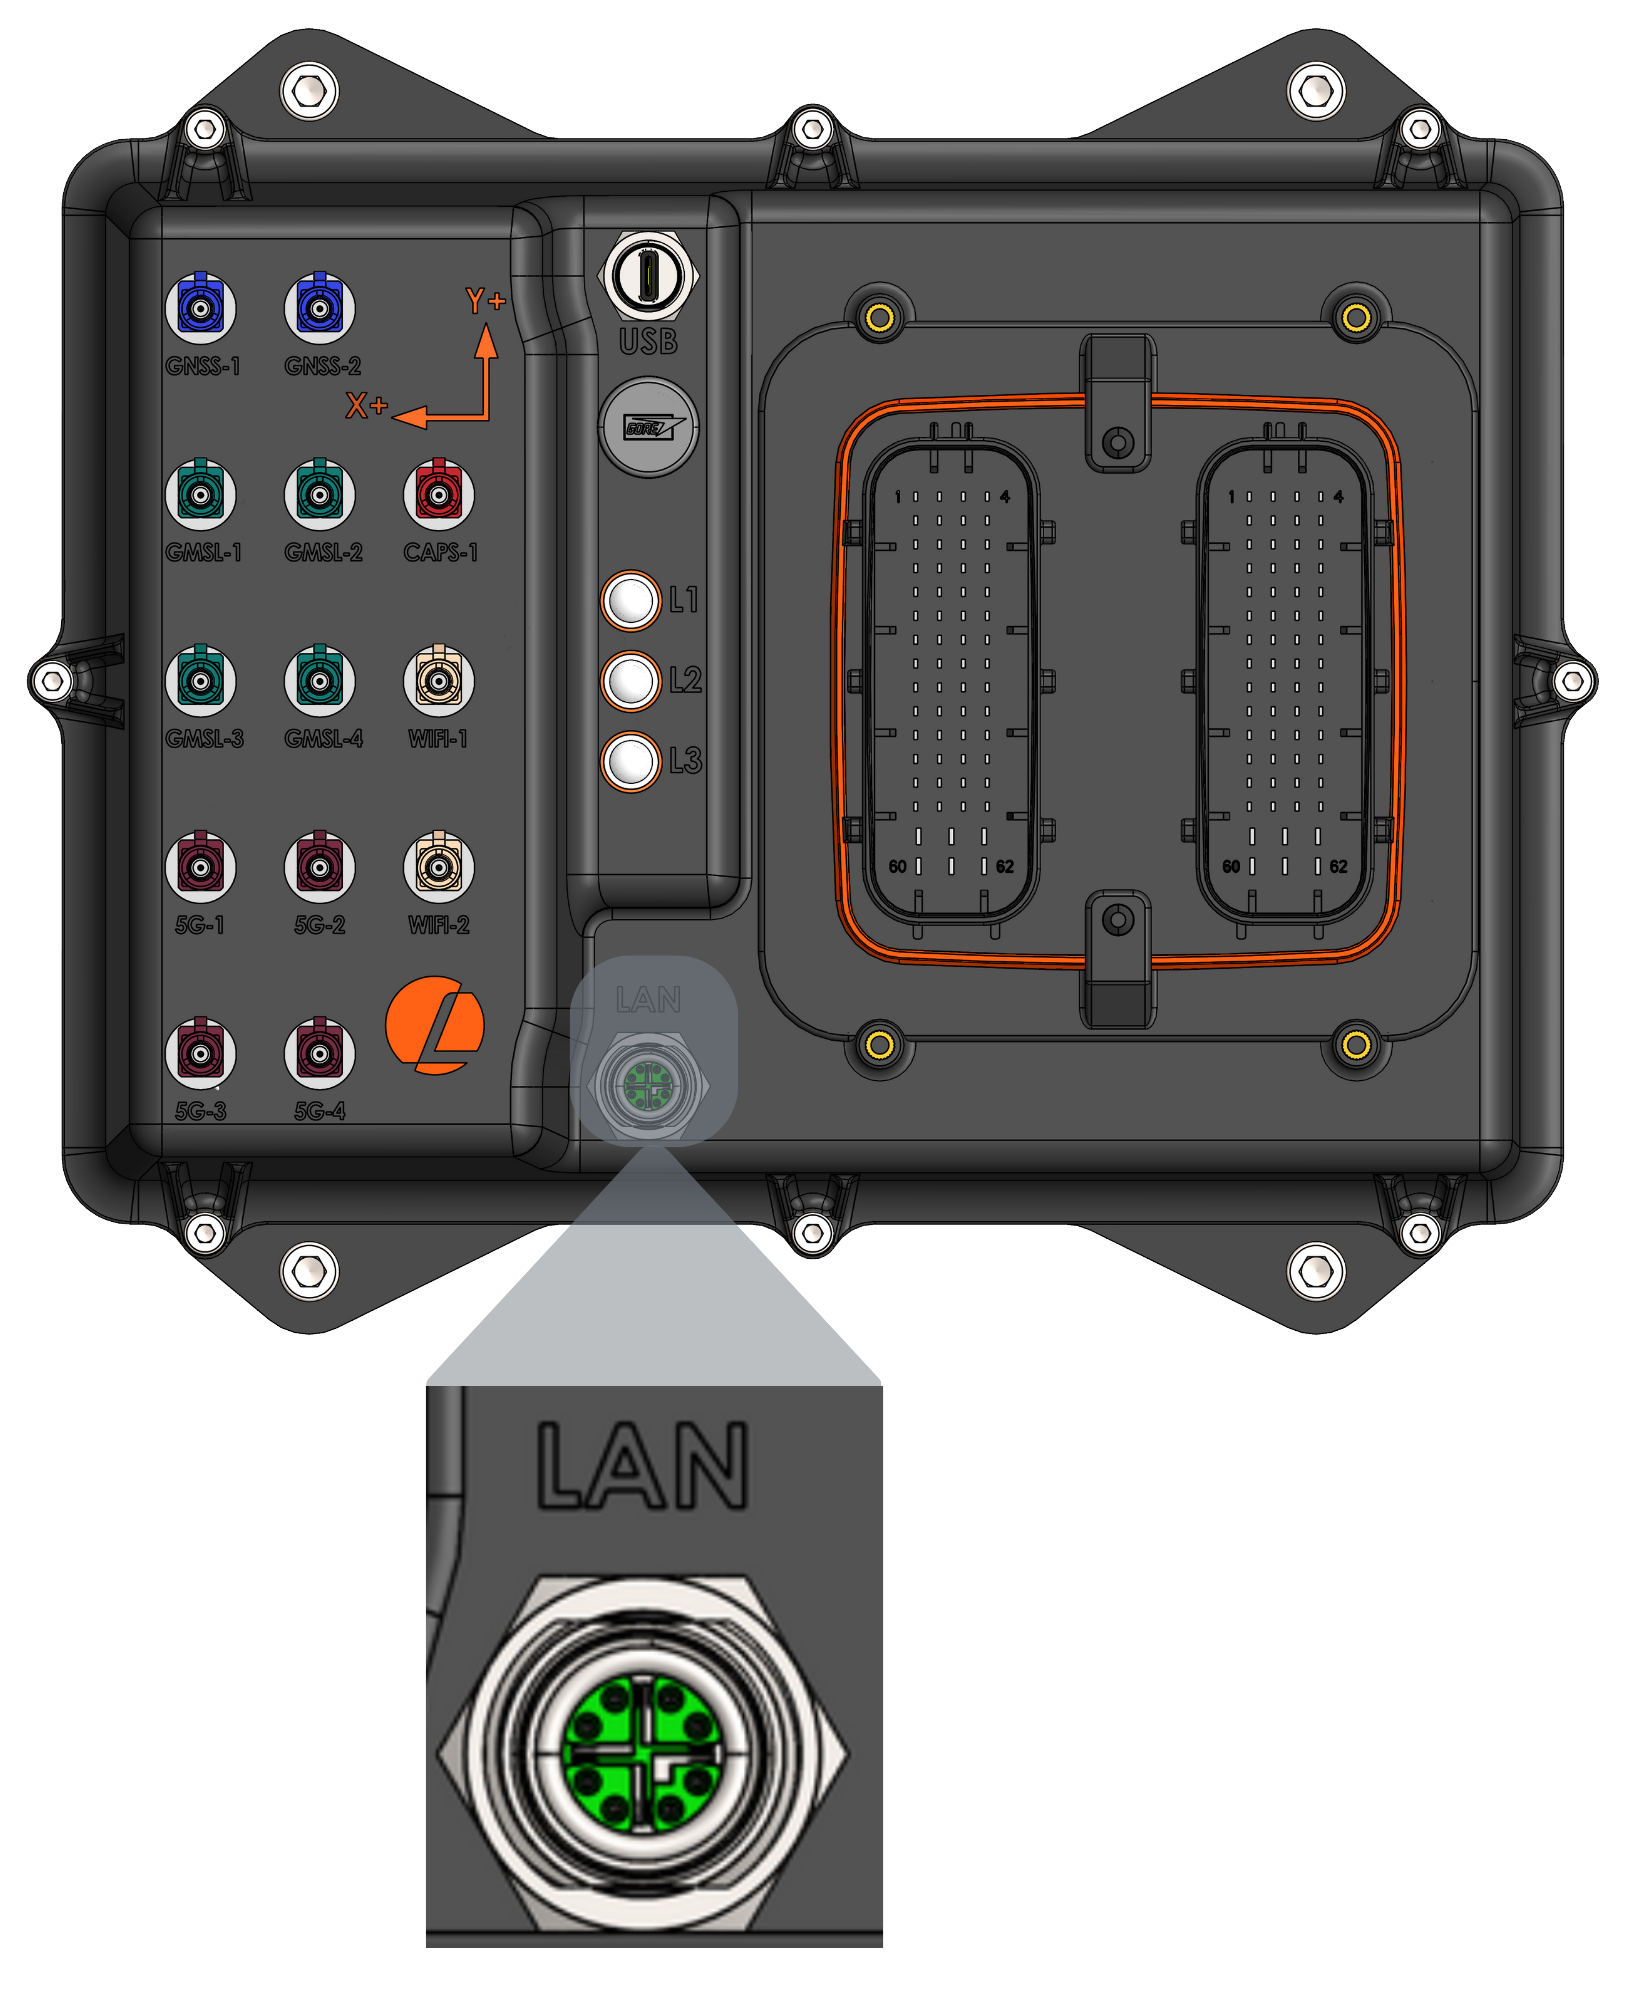 GNSS-1 GNSS-2
Y+
X+
GMSL-1 GMSL-2 CAPS-1
GMSL-3 GMSL-4 WIFI-1
5G-1 5G-2 WIFI-2
5G-3 5G-4
USB
GORE
L1
L2
L3
LAN
1 4
60 62
1 4
60 62
LAN